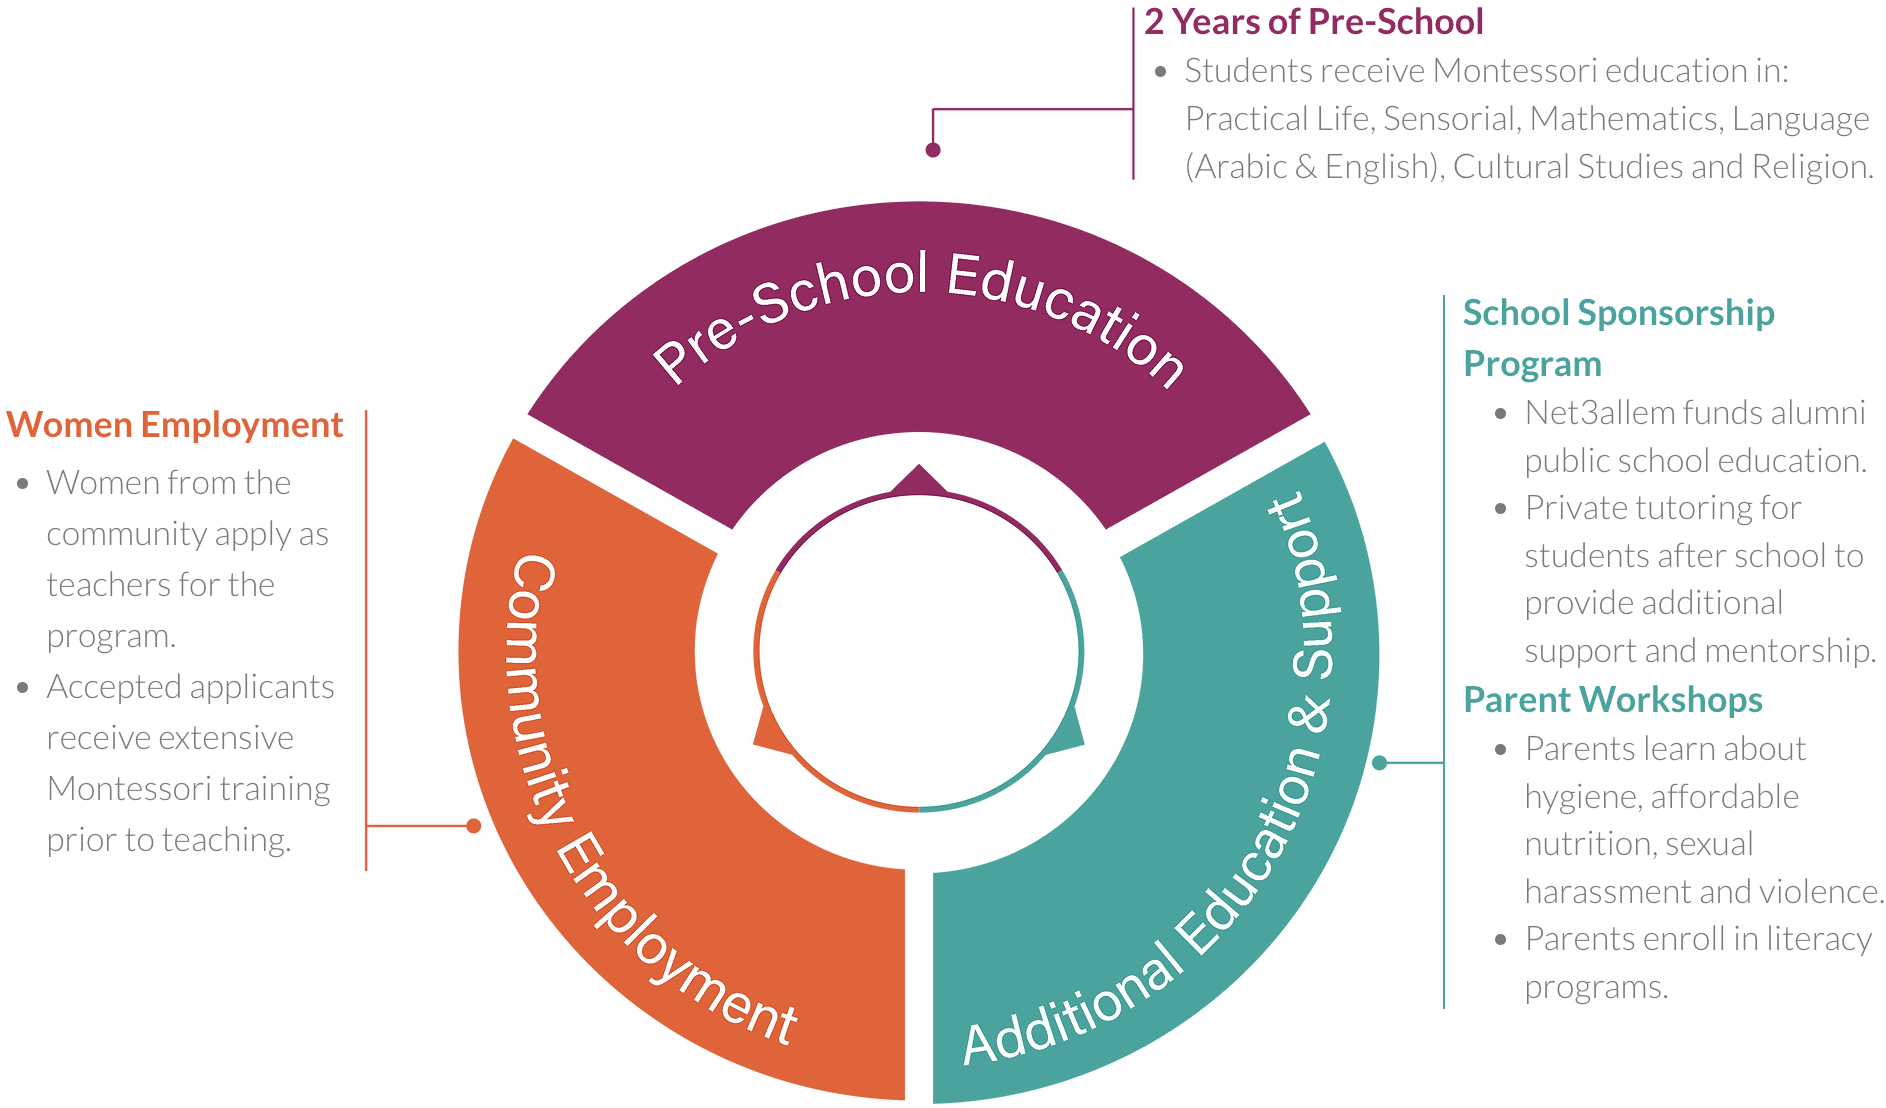 2 Years of Pre-School
• Students receive Montessori education in:
Practical Life, Sensorial, Mathematics, Language
(Arabic & English), Cultural Studies and Religion.
Pre-School Education
School Sponsorship
Program
• Net3allem funds alumni
public school education.
• Private tutoring for
students after school to
provide additional
support and mentorship.
Parent Workshops
• Parents learn about
hygiene, affordable
nutrition, sexual
harassment and violence.
• Parents enroll in literacy
programs.
Additional Education & Support
Women Employment
• Women from the
community apply as
teachers for the
program.
• Accepted applicants
receive extensive
Montessori training
prior to teaching.
Community Employment